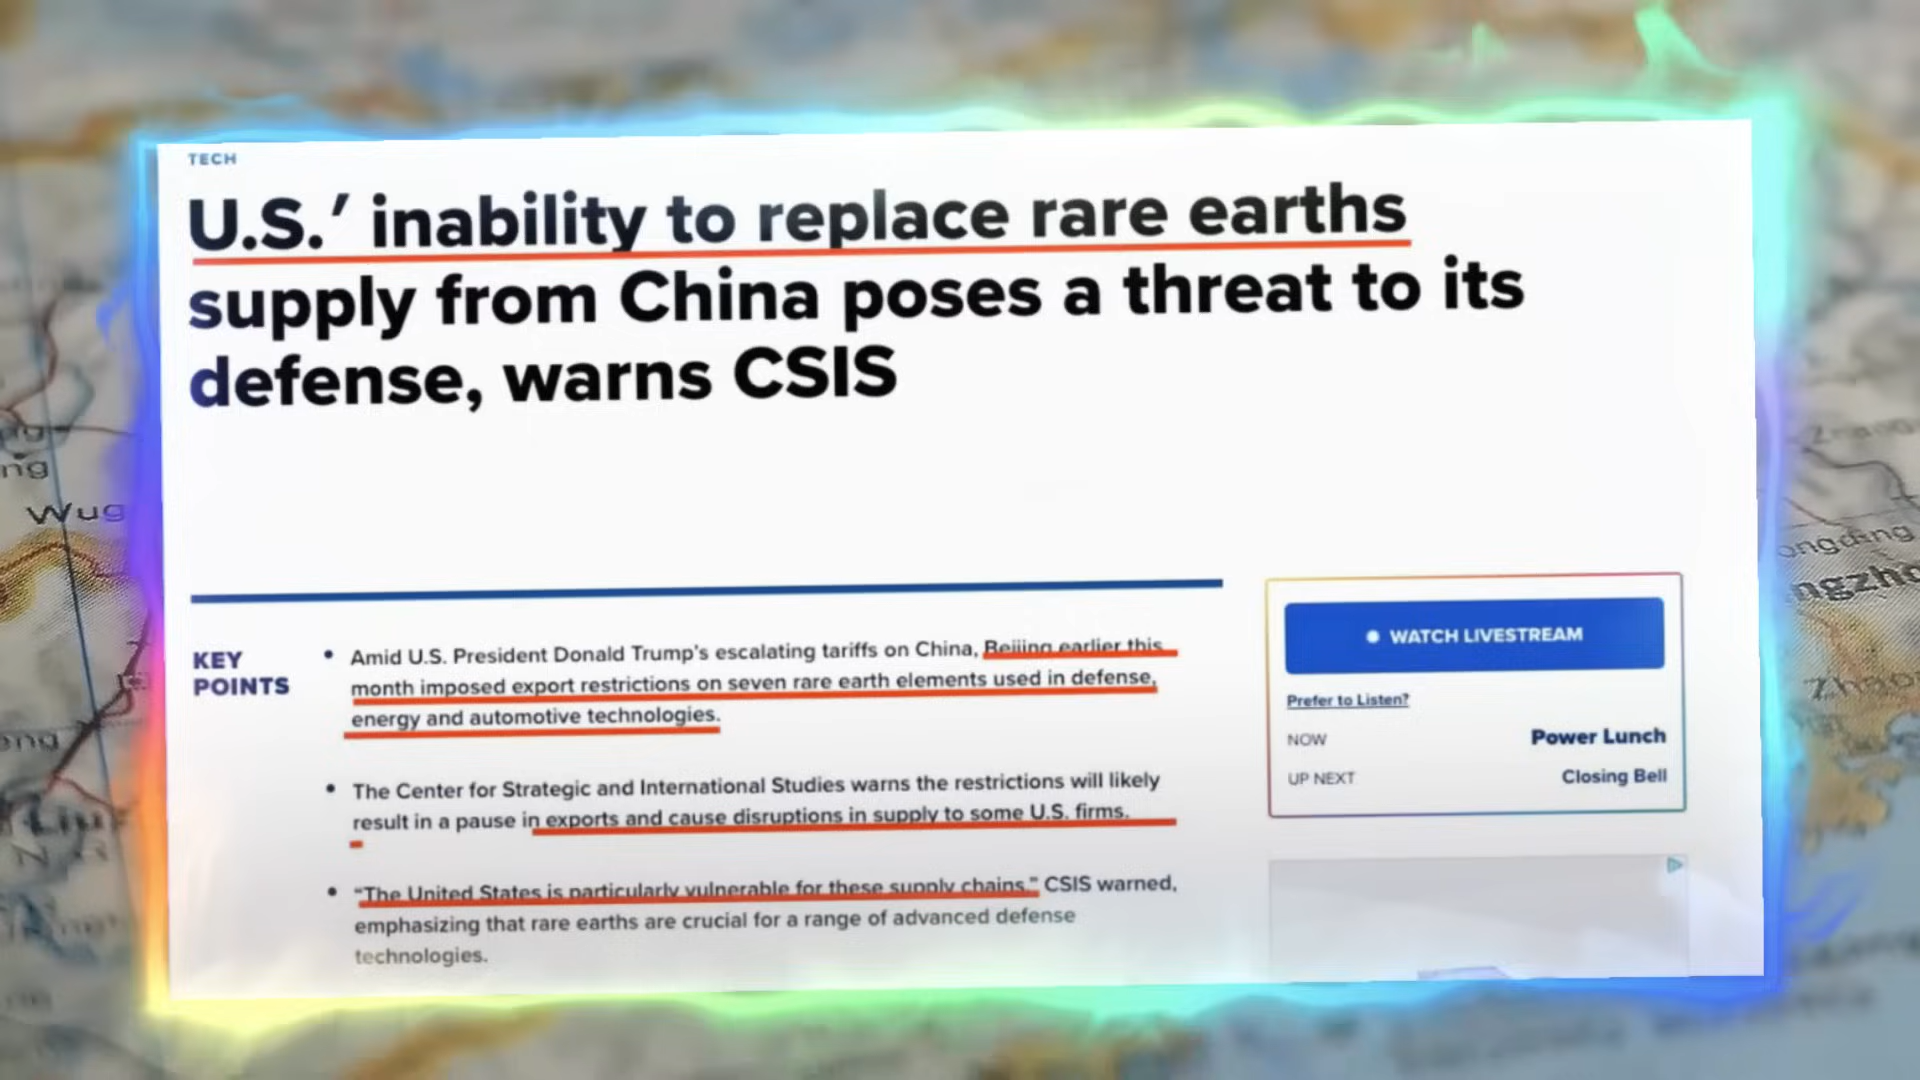 TECH
U.S.’ inability to replace rare earths
supply from China poses a threat to its
defense, warns CSIS
KEY
POINTS
• Amid U.S. President Donald Trump’s escalating tariffs on China, Beijing earlier this
month imposed export restrictions on seven rare earth elements used in defense,
energy and automotive technologies.
• The Center for Strategic and International Studies warns the restrictions will likely
result in a pause in exports and cause disruptions in supply to some U.S. firms.
• “The United States is particularly vulnerable for these supply chains,” CSIS warned,
emphasizing that rare earths are crucial for a range of advanced defense
technologies.
WATCH LIVESTREAM
Prefer to Listen?
NOW Power Lunch
UP NEXT Closing Bell
ng
Wug